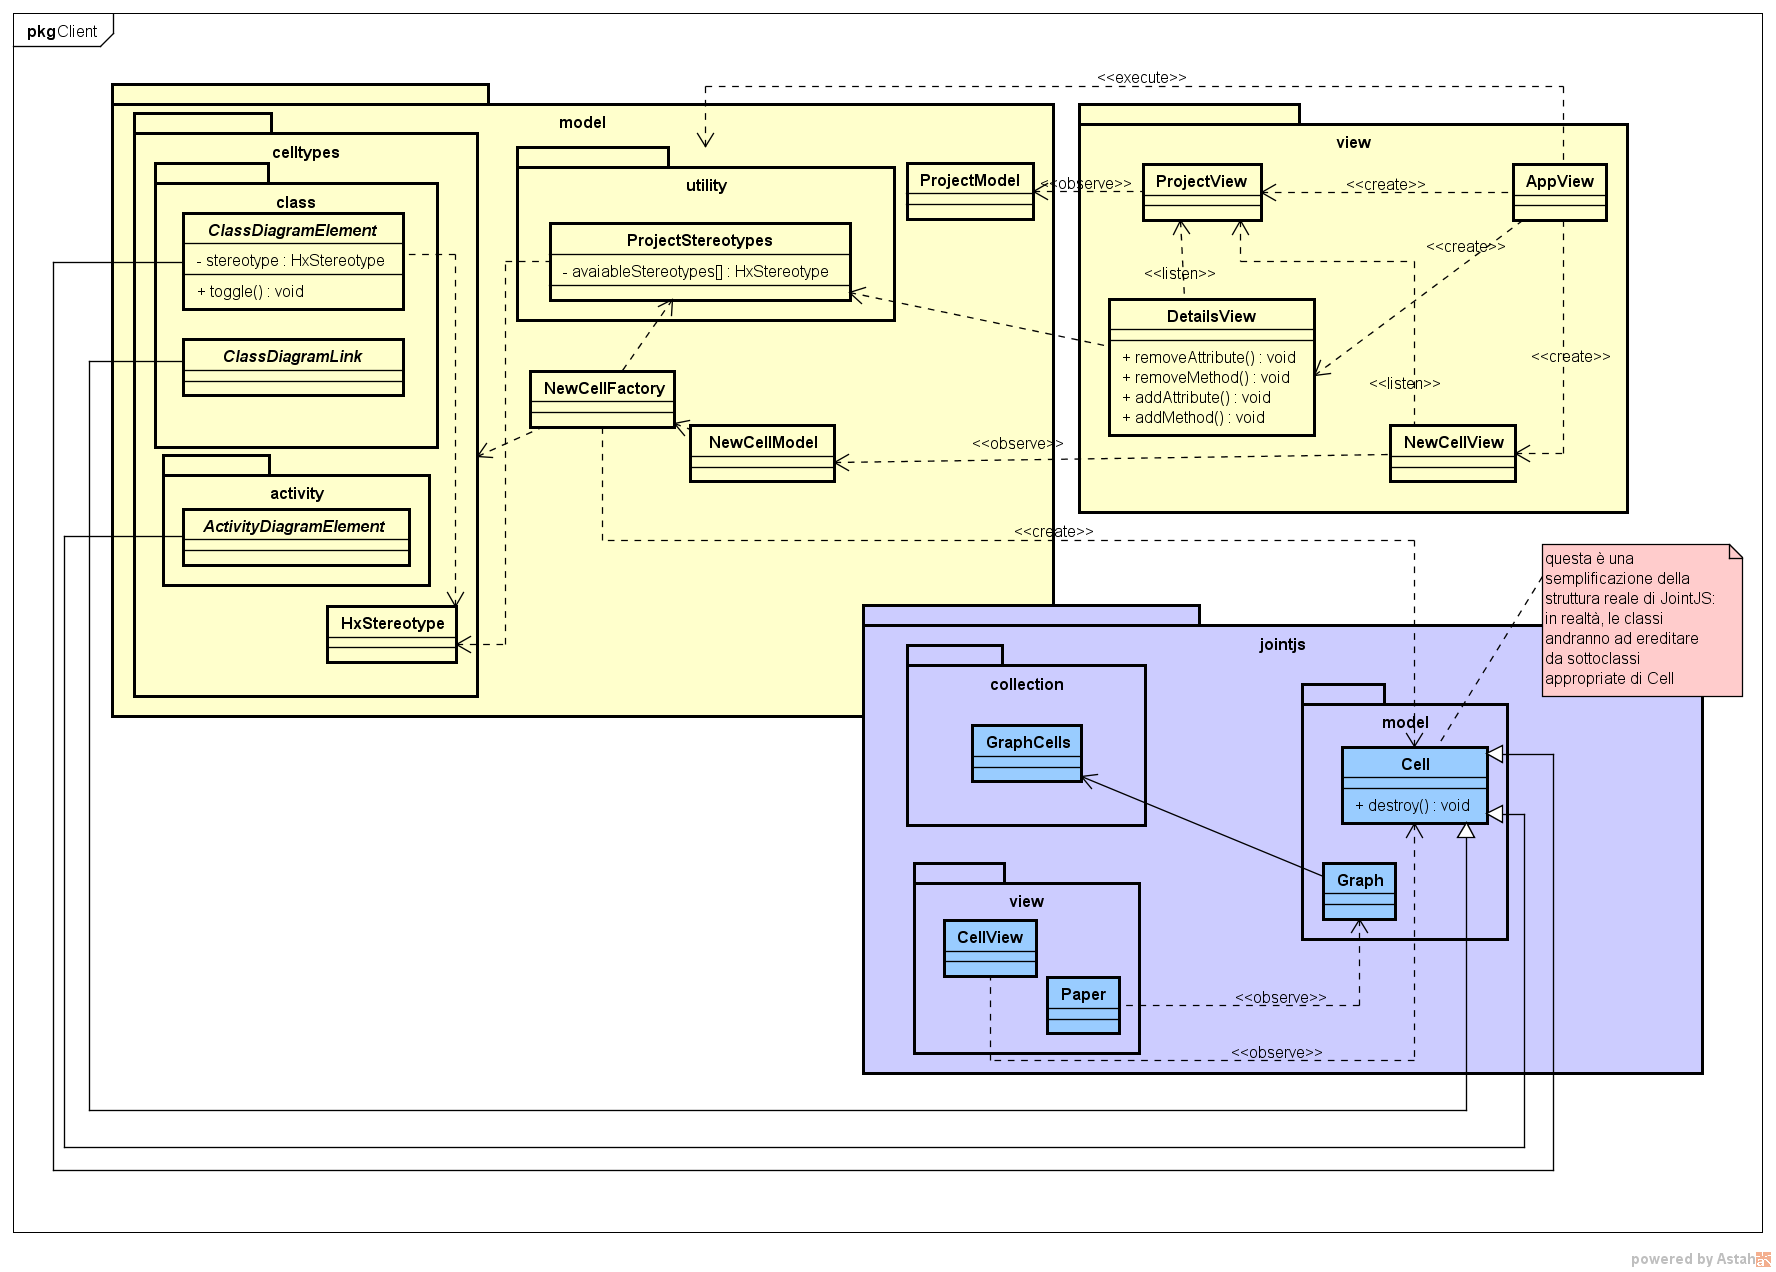 pkg Client
<<execute>>
model
celltypes
class
ClassDiagramElement
- stereotype : HxStereotype
+ toggle() : void
ClassDiagramLink
activity
ActivityDiagramElement
HxStereotype
utility
ProjectStereotypes
- avaiableStereotypes[] : HxStereotype
ProjectModel
NewCellFactory
NewCellModel
<<observe>>
<<observe>>
<<create>>
view
ProjectView
<<create>>
AppView
<<create>>
<<listen>>
DetailsView
+ removeAttribute() : void
+ removeMethod() : void
+ addAttribute() : void
+ addMethod() : void
<<create>>
<<listen>>
NewCellView
questa è una
semplificazione della
struttura reale di JointJS:
in realtà, le classi
andranno ad ereditare
da sottoclassi
appropriate di Cell
jointjs
collection
GraphCells
model
Cell
+ destroy() : void
Graph
view
CellView
Paper
<<observe>>
<<observe>>
powered by Astah